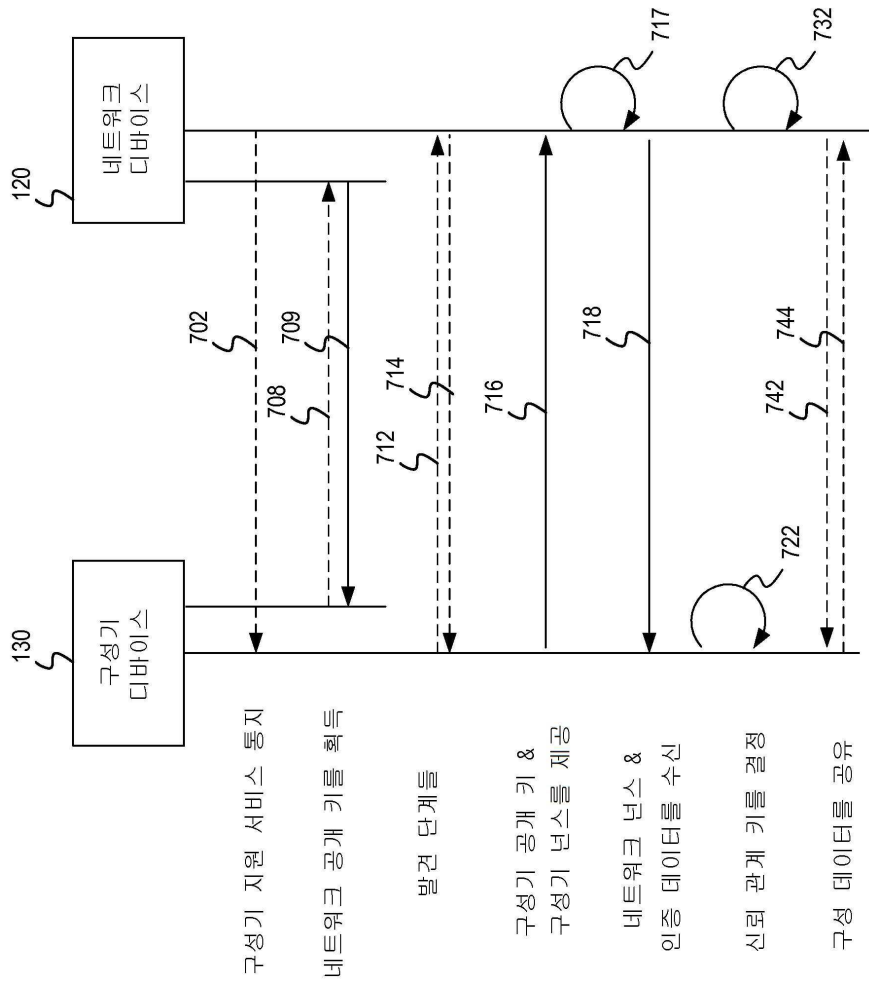 구성기
디바이스
130
네트워크
디바이스
120
구성기 지원 서비스 통지
702
네트워크 공개 키를 획득
708
709
발견 단계들
712
714
구성기 공개 키 &
구성기 넌스를 제공
716
717
네트워크 넌스 &
인증 데이터를 수신
718
신뢰 관계 키를 결정
722
732
구성 데이터를 공유
742
744